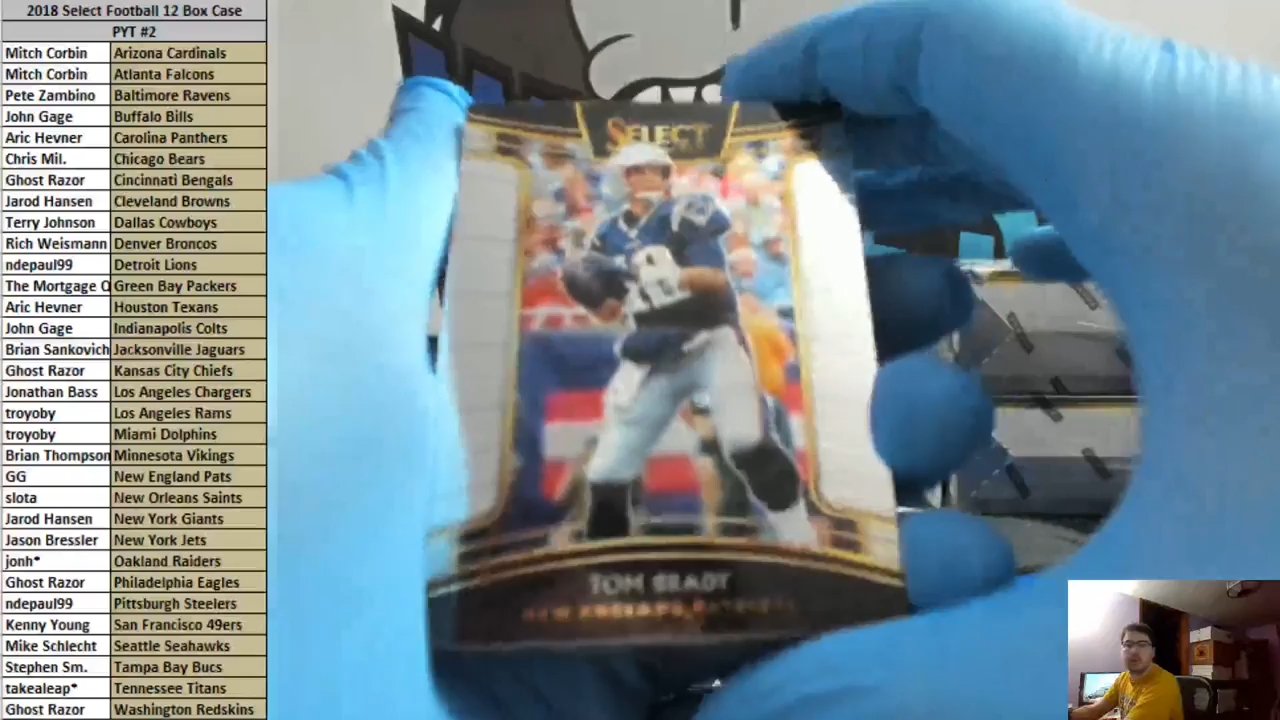 2018 Select Football 12 Box Case
PYT #2
Mitch Corbin Arizona Cardinals
Mitch Corbin Atlanta Falcons
Pete Zambino Baltimore Ravens
John Gage Buffalo Bills
Aric Hevner Carolina Panthers
Chris Mil. Chicago Bears
Ghost Razor Cincinnati Bengals
Jarod Hansen Cleveland Browns
Terry Johnson Dallas Cowboys
Rich Weismann Denver Broncos
ndepaul99 Detroit Lions
The Mortgage Q Green Bay Packers
Aric Hevner Houston Texans
John Gage Indianapolis Colts
Brian Sankovich Jacksonville Jaguars
Ghost Razor Kansas City Chiefs
Jonathan Bass Los Angeles Chargers
troyoby Los Angeles Rams
troyoby Miami Dolphins
Brian Thompson Minnesota Vikings
GG New England Pats
slota New Orleans Saints
Jarod Hansen New York Giants
Jason Bressler New York Jets
jonh* Oakland Raiders
Ghost Razor Philadelphia Eagles
ndepaul99 Pittsburgh Steelers
Kenny Young San Francisco 49ers
Mike Schlecht Seattle Seahawks
Stephen Sm. Tampa Bay Bucs
takealeap* Tennessee Titans
Ghost Razor Washington Redskins
SELECT
TOM BRADY
NEW ENGLAND PATRIOTS